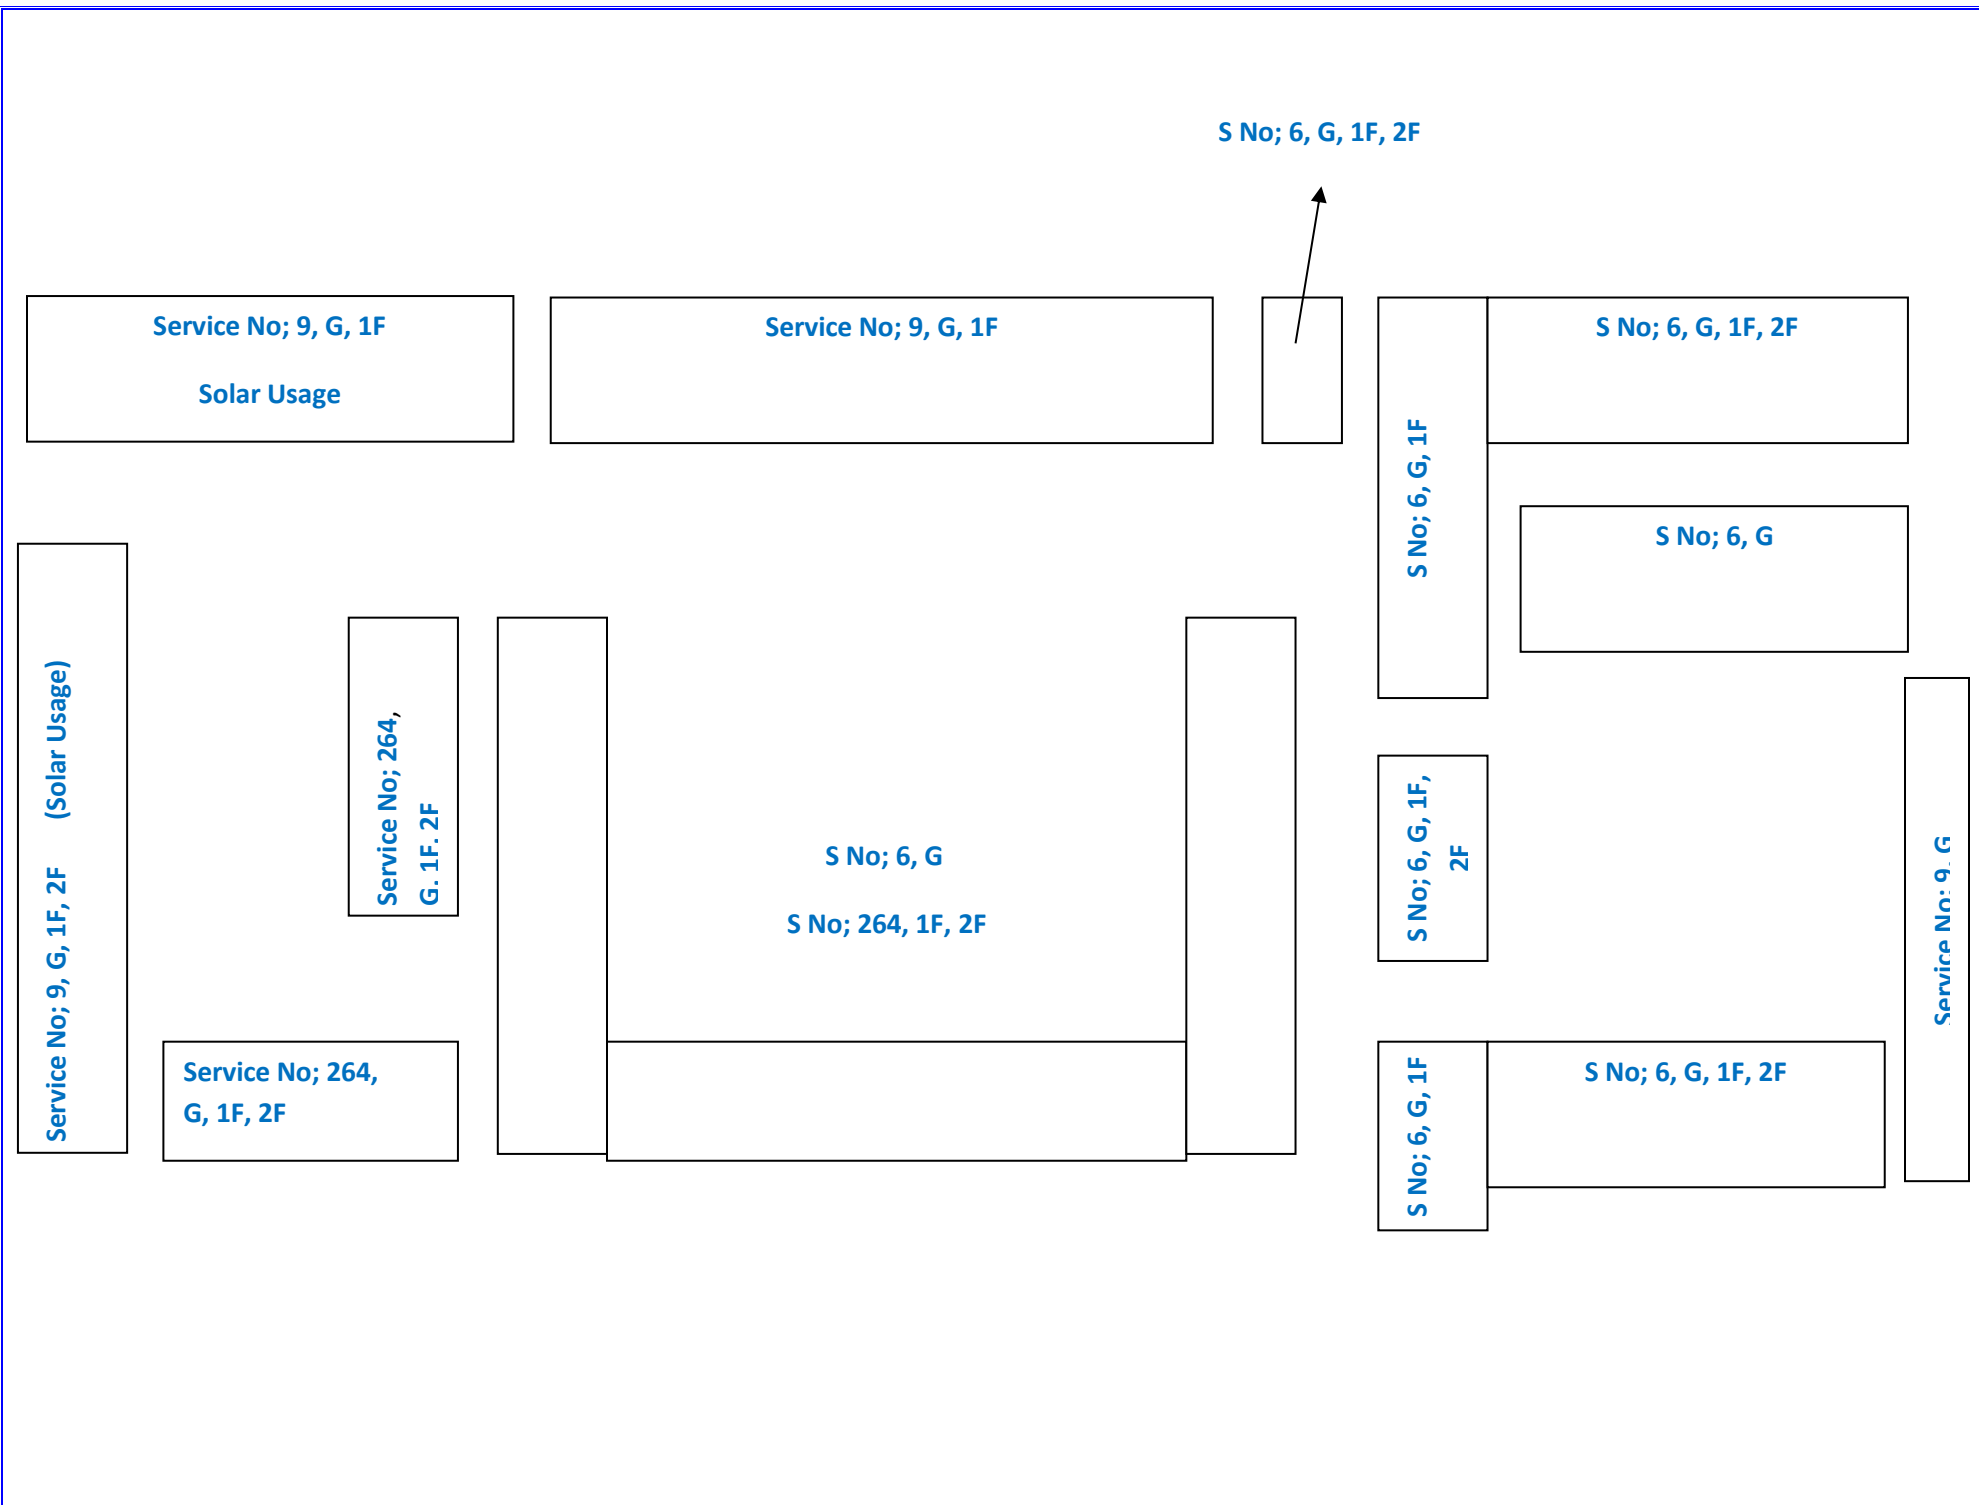 S No; 6, G, 1F, 2F
Service No; 9, G, 1F
Solar Usage
Service No; 9, G, 1F
S No; 6, G, 1F
S No; 6, G, 1F, 2F
S No; 6, G
Service No; 9, G, 1F, 2F (Solar Usage)
Service No; 264,
G. 1F. 2F
S No; 6, G
S No; 264, 1F, 2F
S No; 6, G, 1F,
2F
Service No; 9, G
Service No; 264,
G, 1F, 2F
S No; 6, G, 1F
S No; 6, G, 1F, 2F